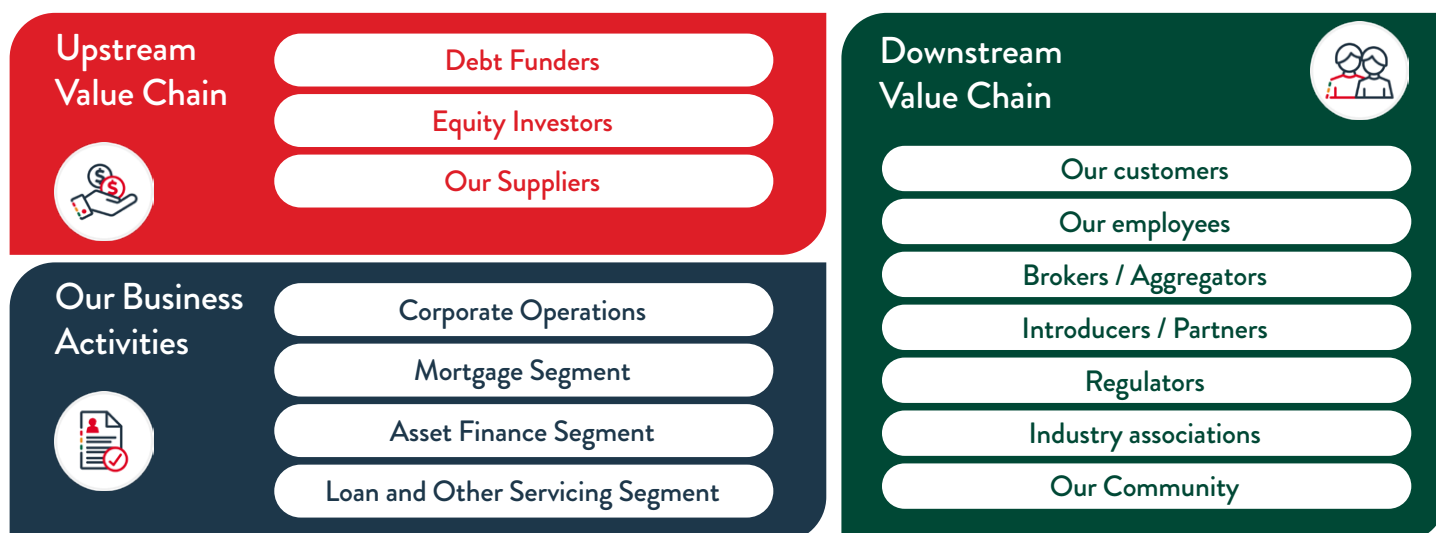 Upstream
Value Chain
Debt Funders
Equity Investors
Our Suppliers
Our Business
Activities
Corporate Operations
Mortgage Segment
Asset Finance Segment
Loan and Other Servicing Segment
Downstream
Value Chain
Our customers
Our employees
Brokers / Aggregators
Introducers / Partners
Regulators
Industry associations
Our Community